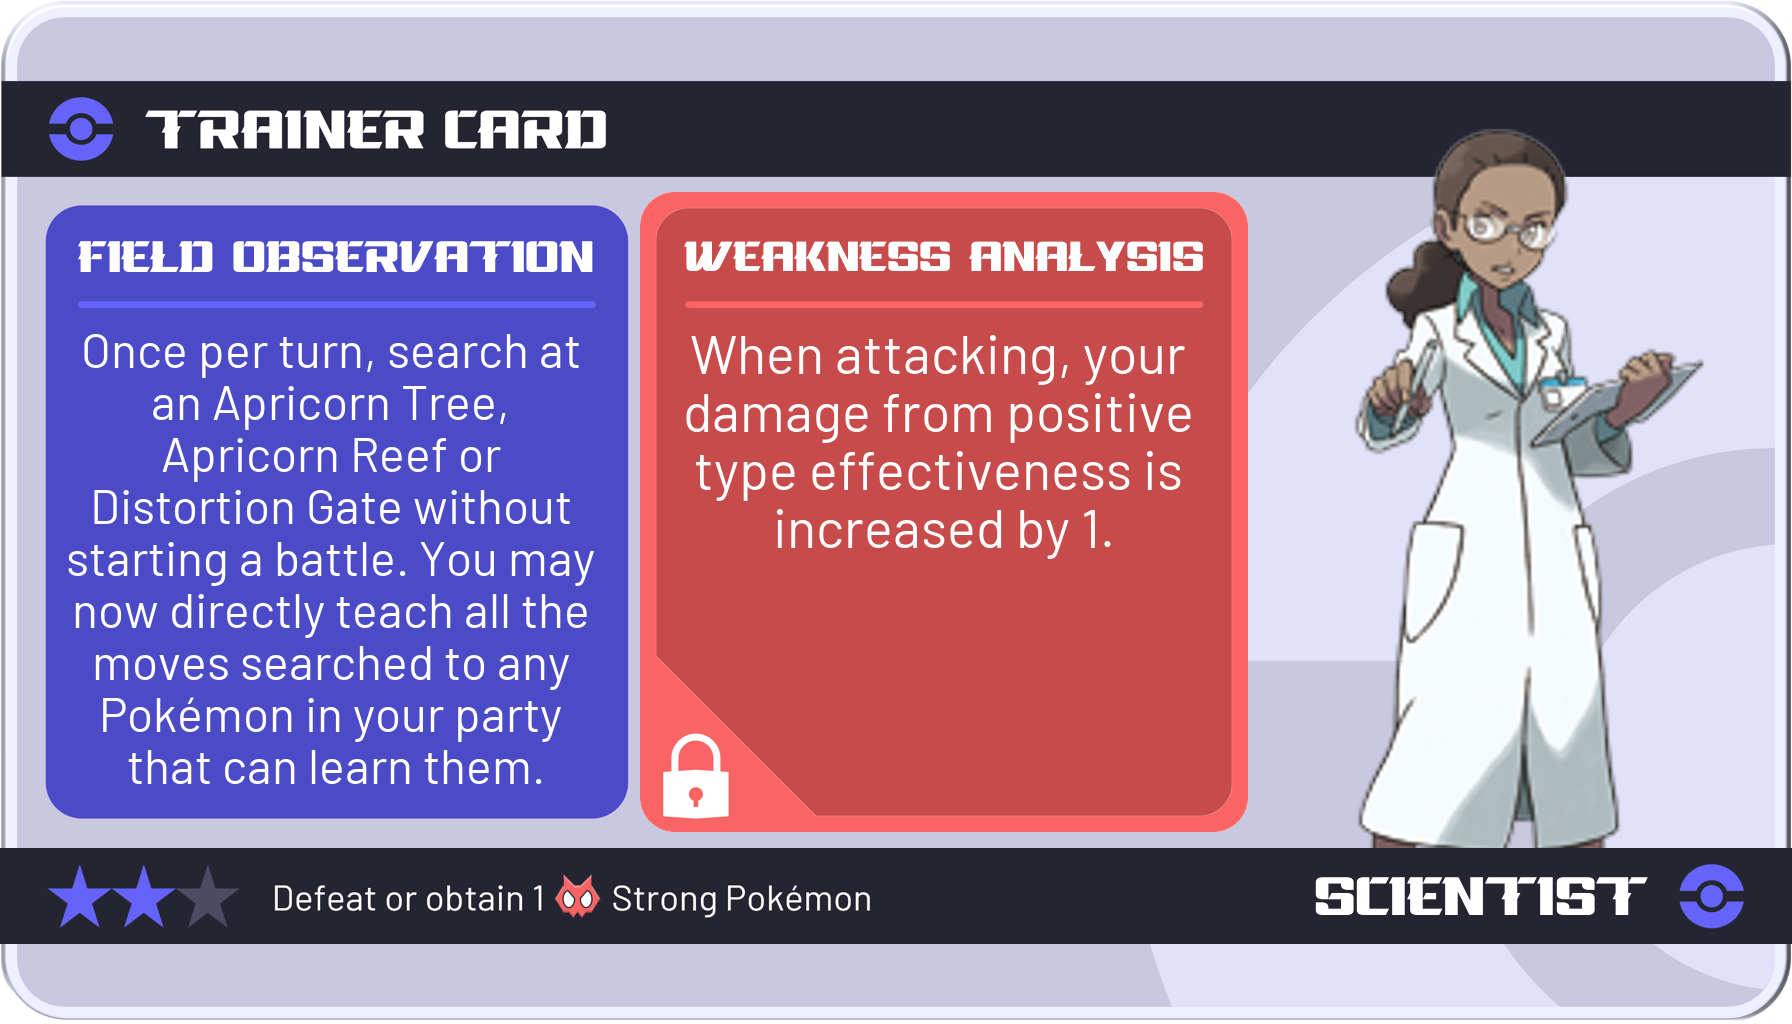 TRAINER CARD
FIELD OBSERVATION
Once per turn, search at
an Apricorn Tree,
Apricorn Reef or
Distortion Gate without
starting a battle. You may
now directly teach all the
moves searched to any
Pokémon in your party
that can learn them.
WEAKNESS ANALYSIS
When attacking, your
damage from positive
type effectiveness is
increased by 1.
Defeat or obtain 1 Strong Pokémon
SCIENTIST